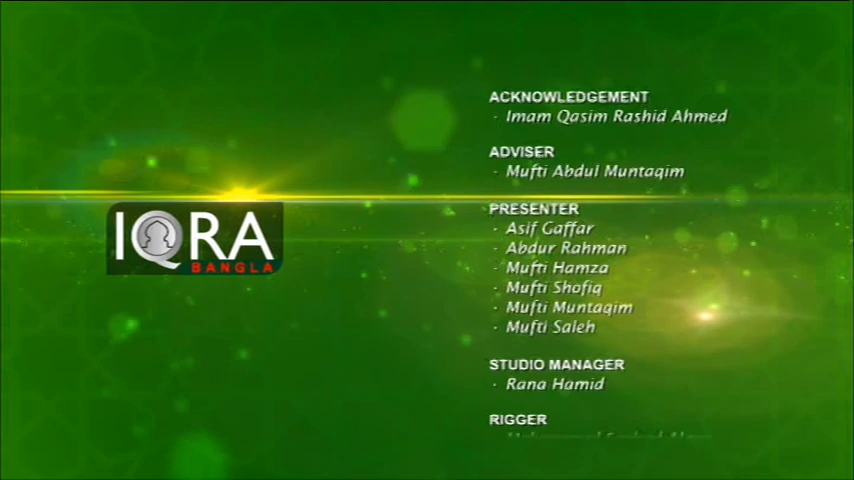 IQRA
BANGLA
ACKNOWLEDGEMENT
· Imam Qasim Rashid Ahmed
ADVISER
· Mufti Abdul Muntaqim
PRESENTER
· Asif Gaffar
· Abdur Rahman
· Mufti Hamza
· Mufti Shofiq
· Mufti Muntaqim
· Mufti Saleh
STUDIO MANAGER
· Rana Hamid
RIGGER